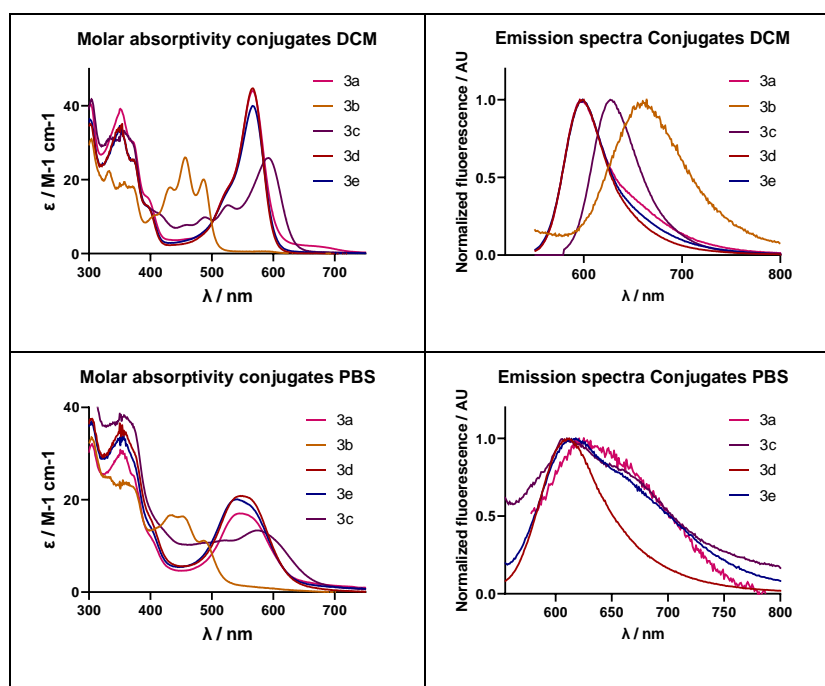 Molar absorptivity conjugates DCM
ε / M-1 cm-1
40
20
0
300 400 500 600 700
λ / nm
3a
3b
3c
3d
3e
Emission spectra Conjugates DCM
Normalized fluoerescence / AU
1.0
0.5
0.0
600 700 800
λ / nm
3a
3b
3c
3d
3e
Molar absorptivity conjugates PBS
ε / M-1 cm-1
40
20
0
300 400 500 600 700
λ / nm
3a
3b
3d
3e
3c
Emission spectra Conjugates PBS
Normalized fluoerescence / AU
1.0
0.5
0.0
600 650 700 750 800
λ / nm
3a
3c
3d
3e